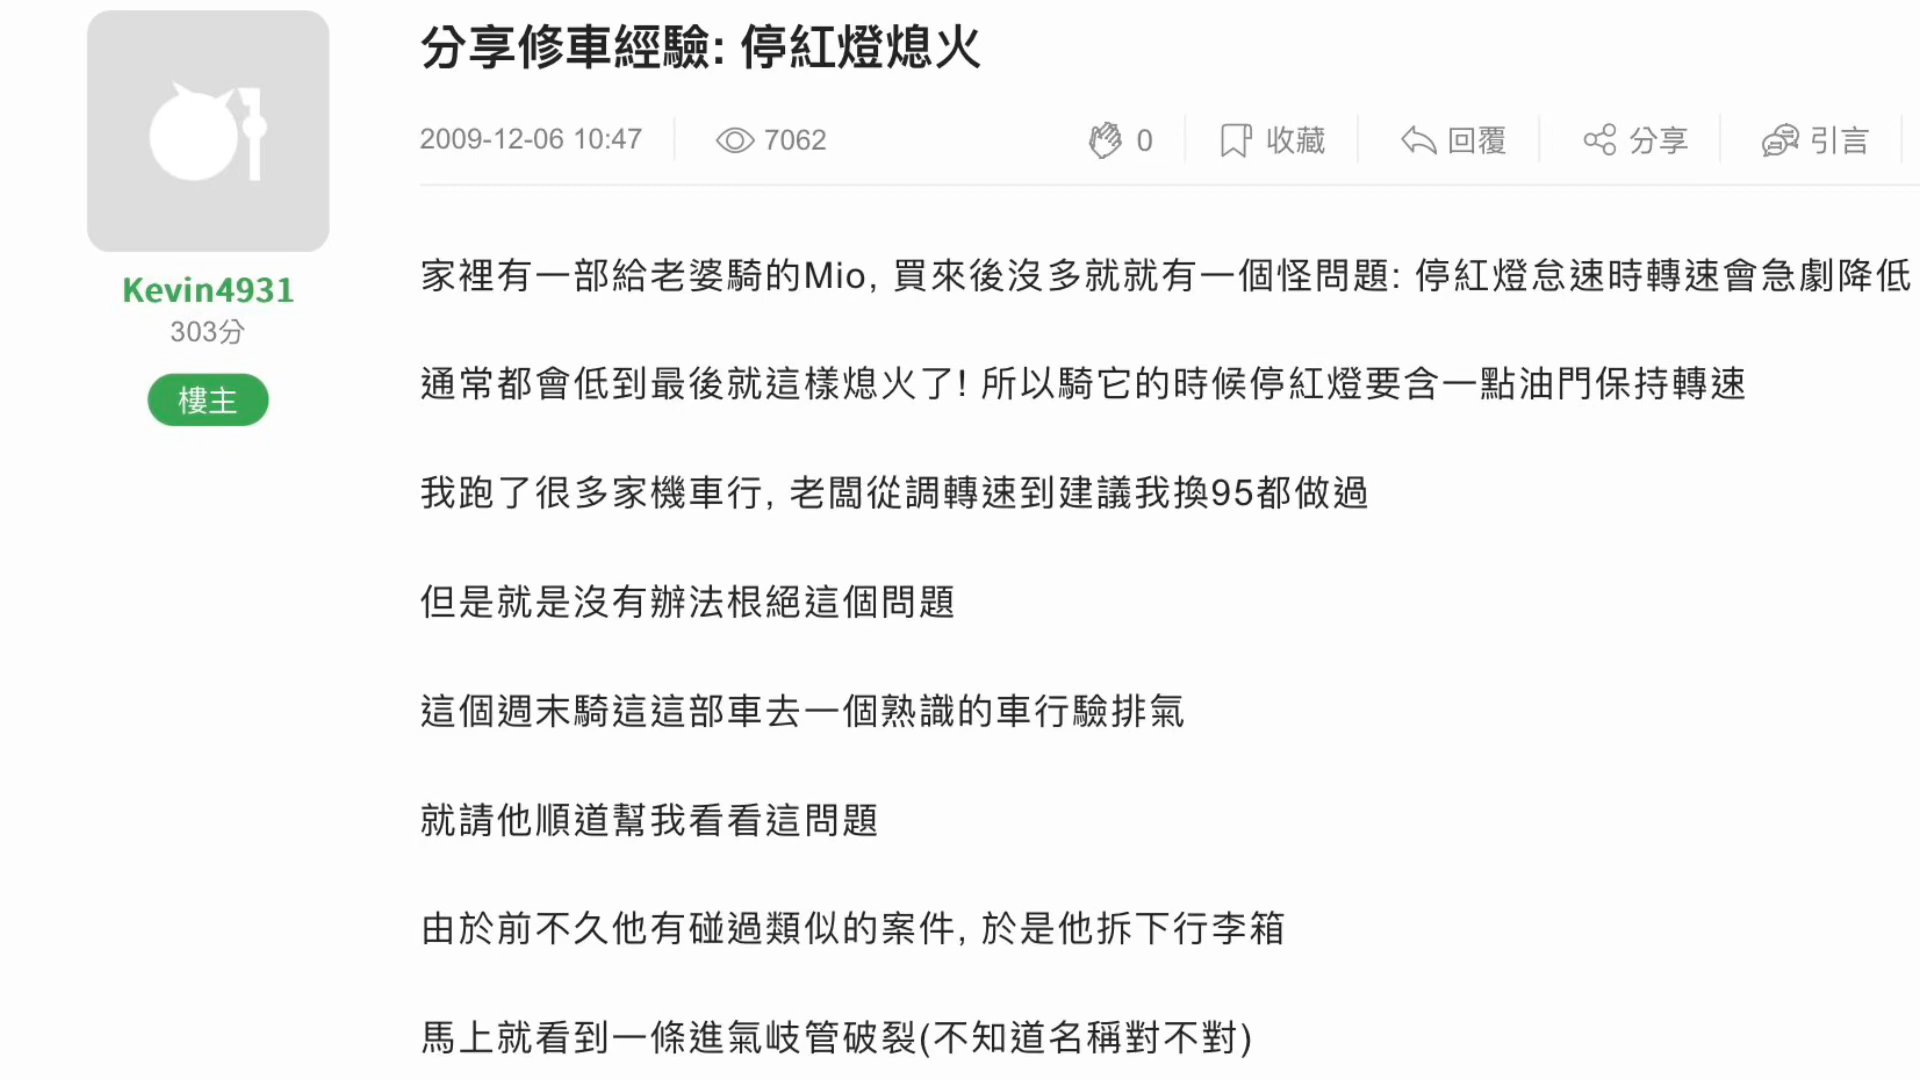 分享修車經驗: 停紅燈熄火
2009-12-06 10:47
7062
0
收藏
回覆
分享
引言
Kevin4931
303分
樓主
家裡有一部給老婆騎的Mio, 買來後沒多就就有一個怪問題: 停紅燈怠速時轉速會急劇降低
通常都會低到最後就這樣熄火了! 所以騎它的時候停紅燈要含一點油門保持轉速
我跑了很多家機車行, 老闆從調轉速到建議我換95都做過
但是就是沒有辦法根絕這個問題
這個週末騎這這部車去一個熟識的車行驗排氣
就請他順道幫我看看這問題
由於前不久他有碰過類似的案件, 於是他拆下行李箱
馬上就看到一條進氣岐管破裂(不知道名稱對不對)